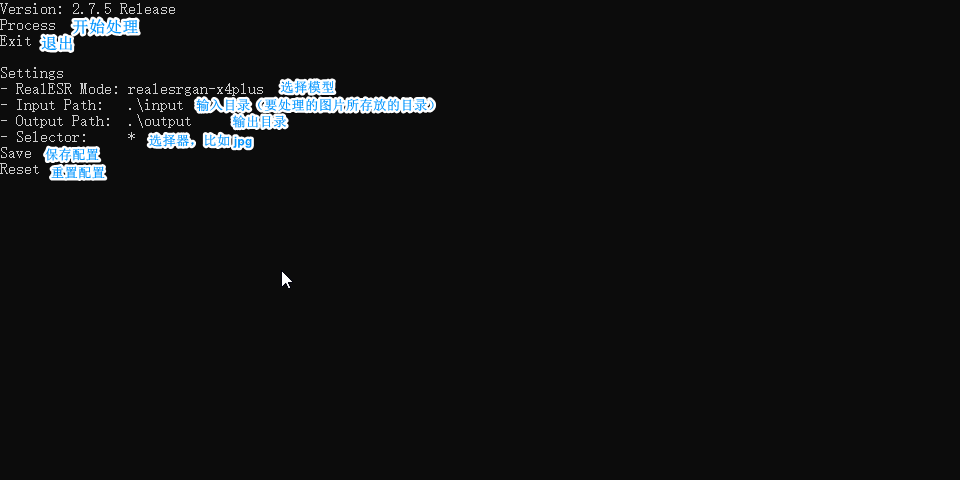 Version: 2.7.5 Release
Process 开始处理
Exit 退出
Settings
- RealESR Mode: realesrgan-x4plus 选择模型
- Input Path: .\input 输入目录（要处理的图片所存放的目录）
- Output Path: .\output 输出目录
- Selector: * 选择器，比如jpg
Save 保存配置
Reset 重置配置